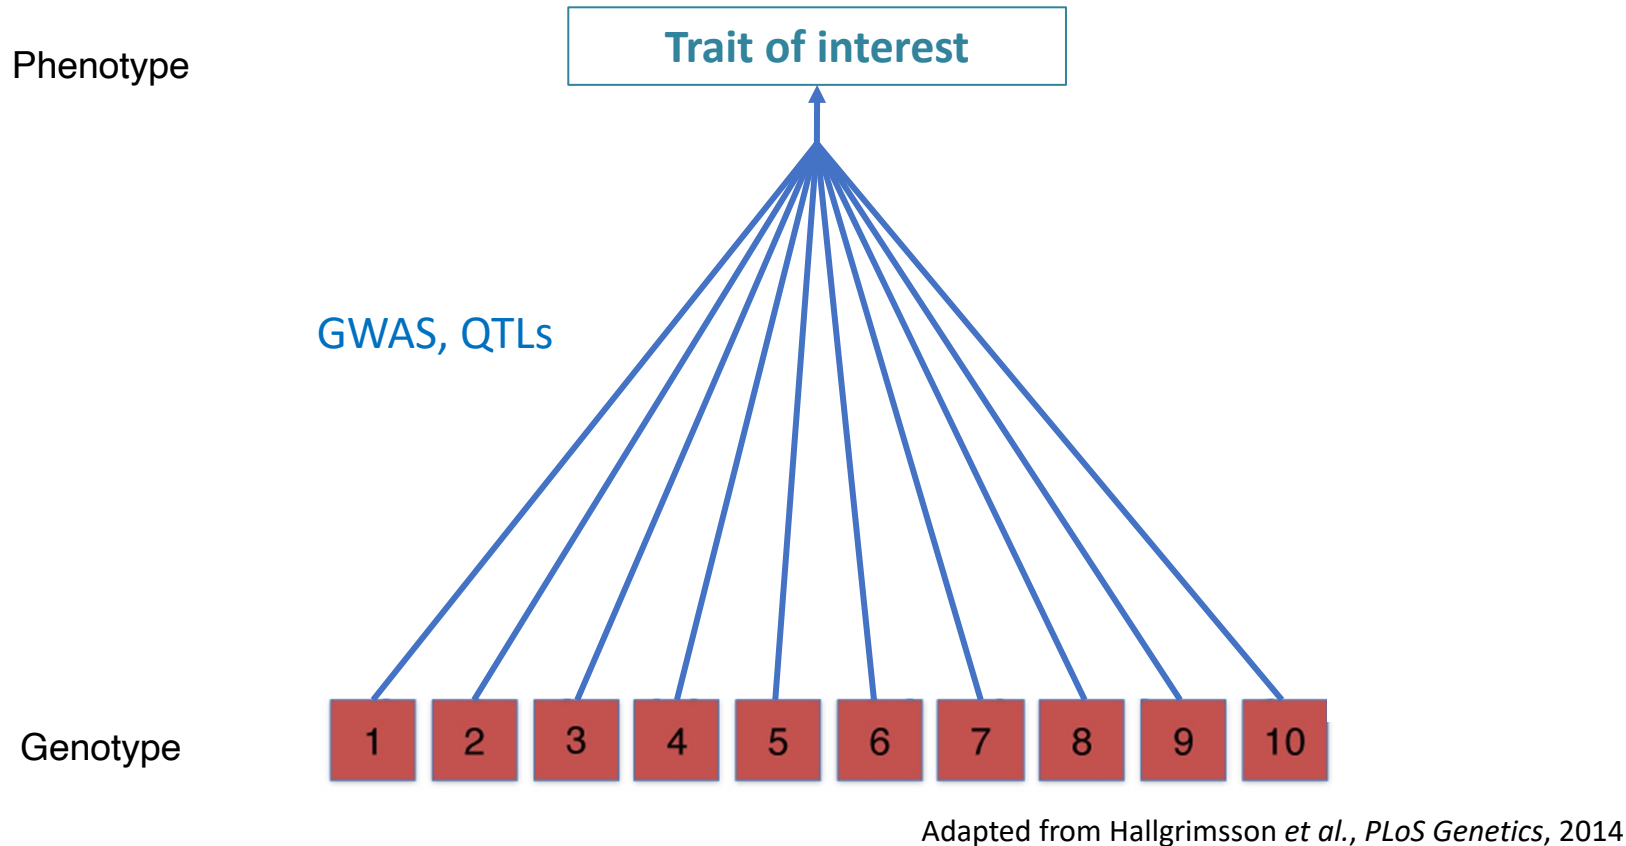 Trait of interest
Phenotype
GWAS, QTLs
Genotype
1 2 3 4 5 6 7 8 9 10
Adapted from Hallgrimsson et al., PLoS Genetics, 2014